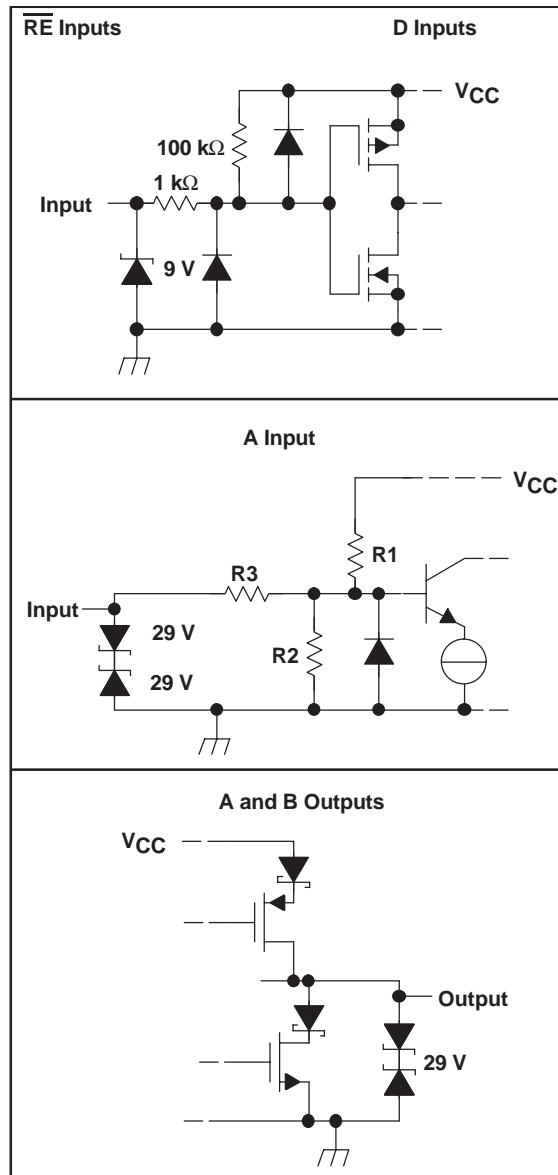 R̅E̅ Inputs
D Inputs
VCC
100 kΩ
1 kΩ
Input
9 V
A Input
VCC
R1
R3
Input
29 V
R2
29 V
A and B Outputs
VCC
Output
29 V